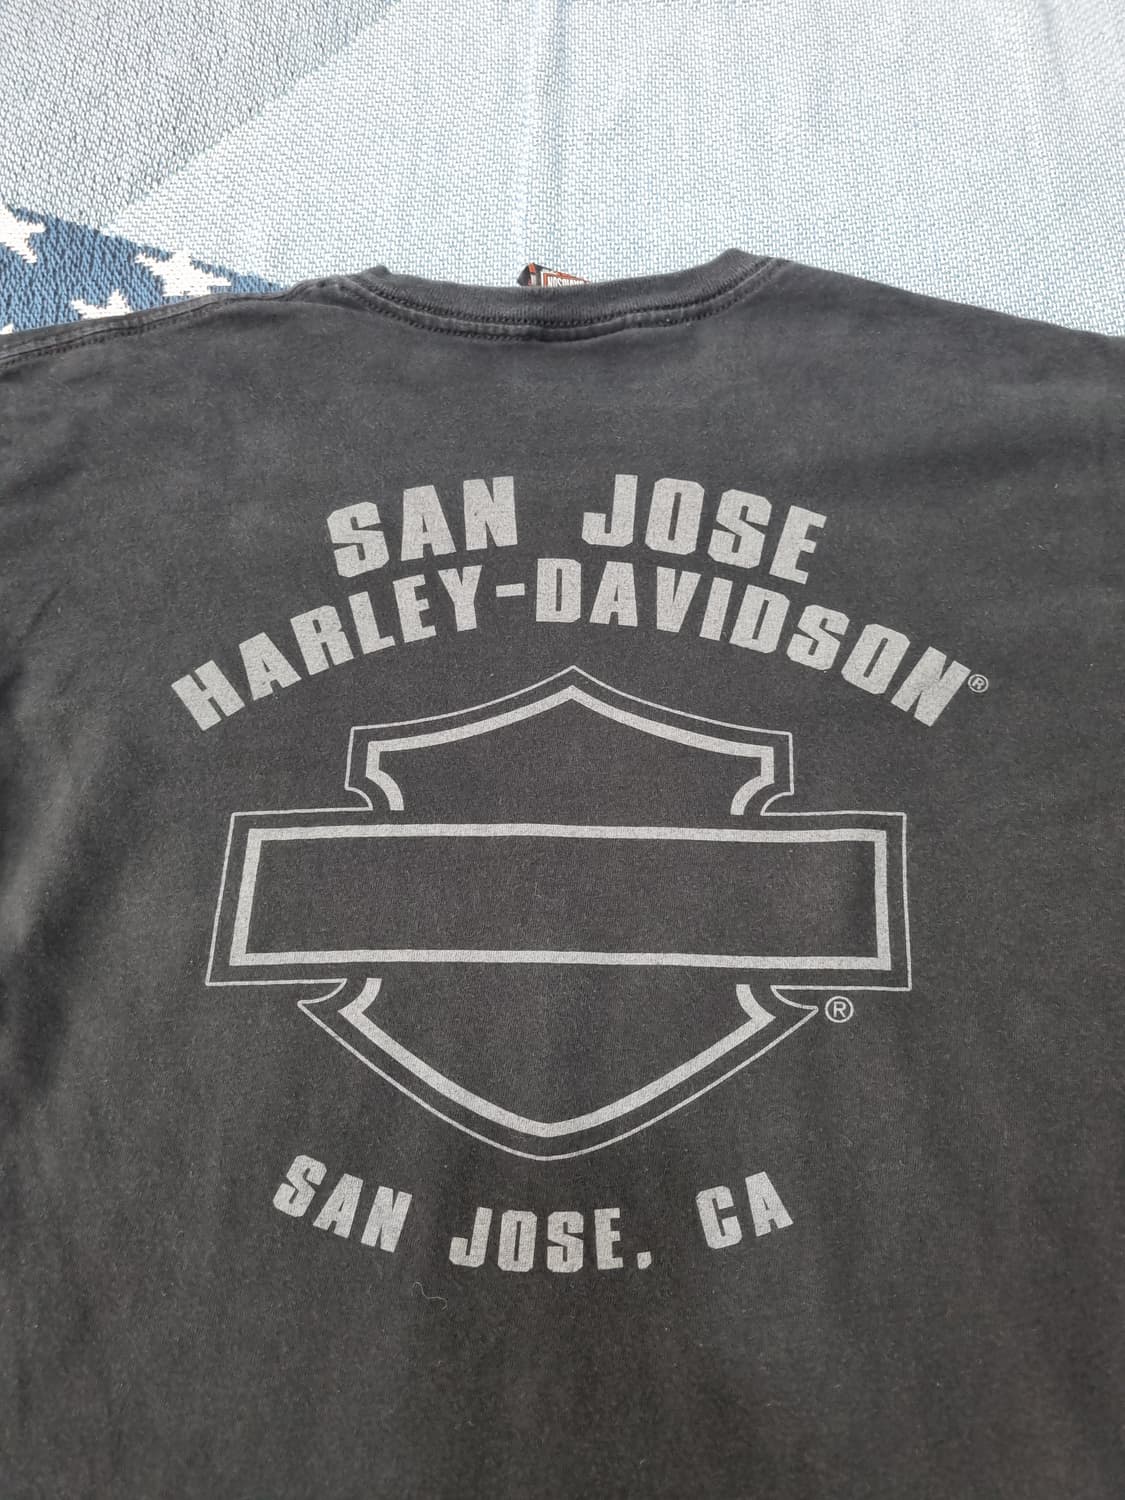 SAN JOSE
HARLEY-DAVIDSON®
®
SAN JOSE, CA